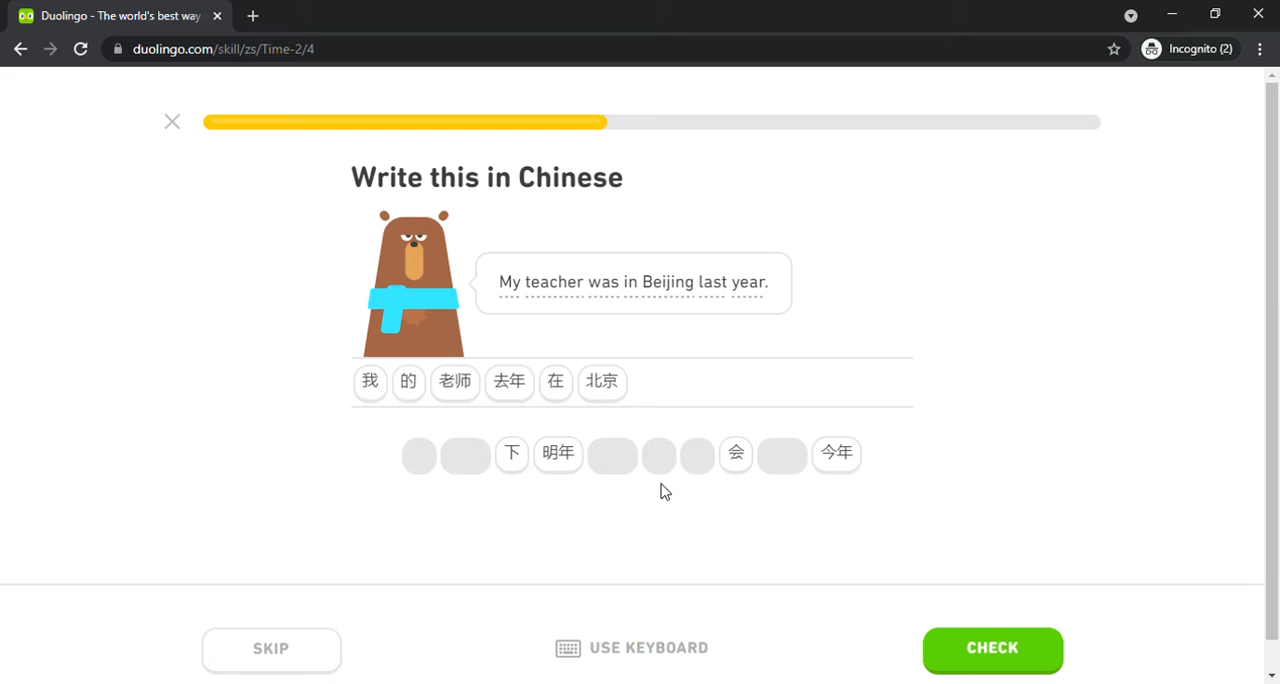 Duolingo - The world's best way
duolingo.com/skill/zs/Time-2/4
Incognito (2)
Write this in Chinese
My teacher was in Beijing last year.
我 的 老师 去年 在 北京
下 明年 会 今年
SKIP
USE KEYBOARD
CHECK